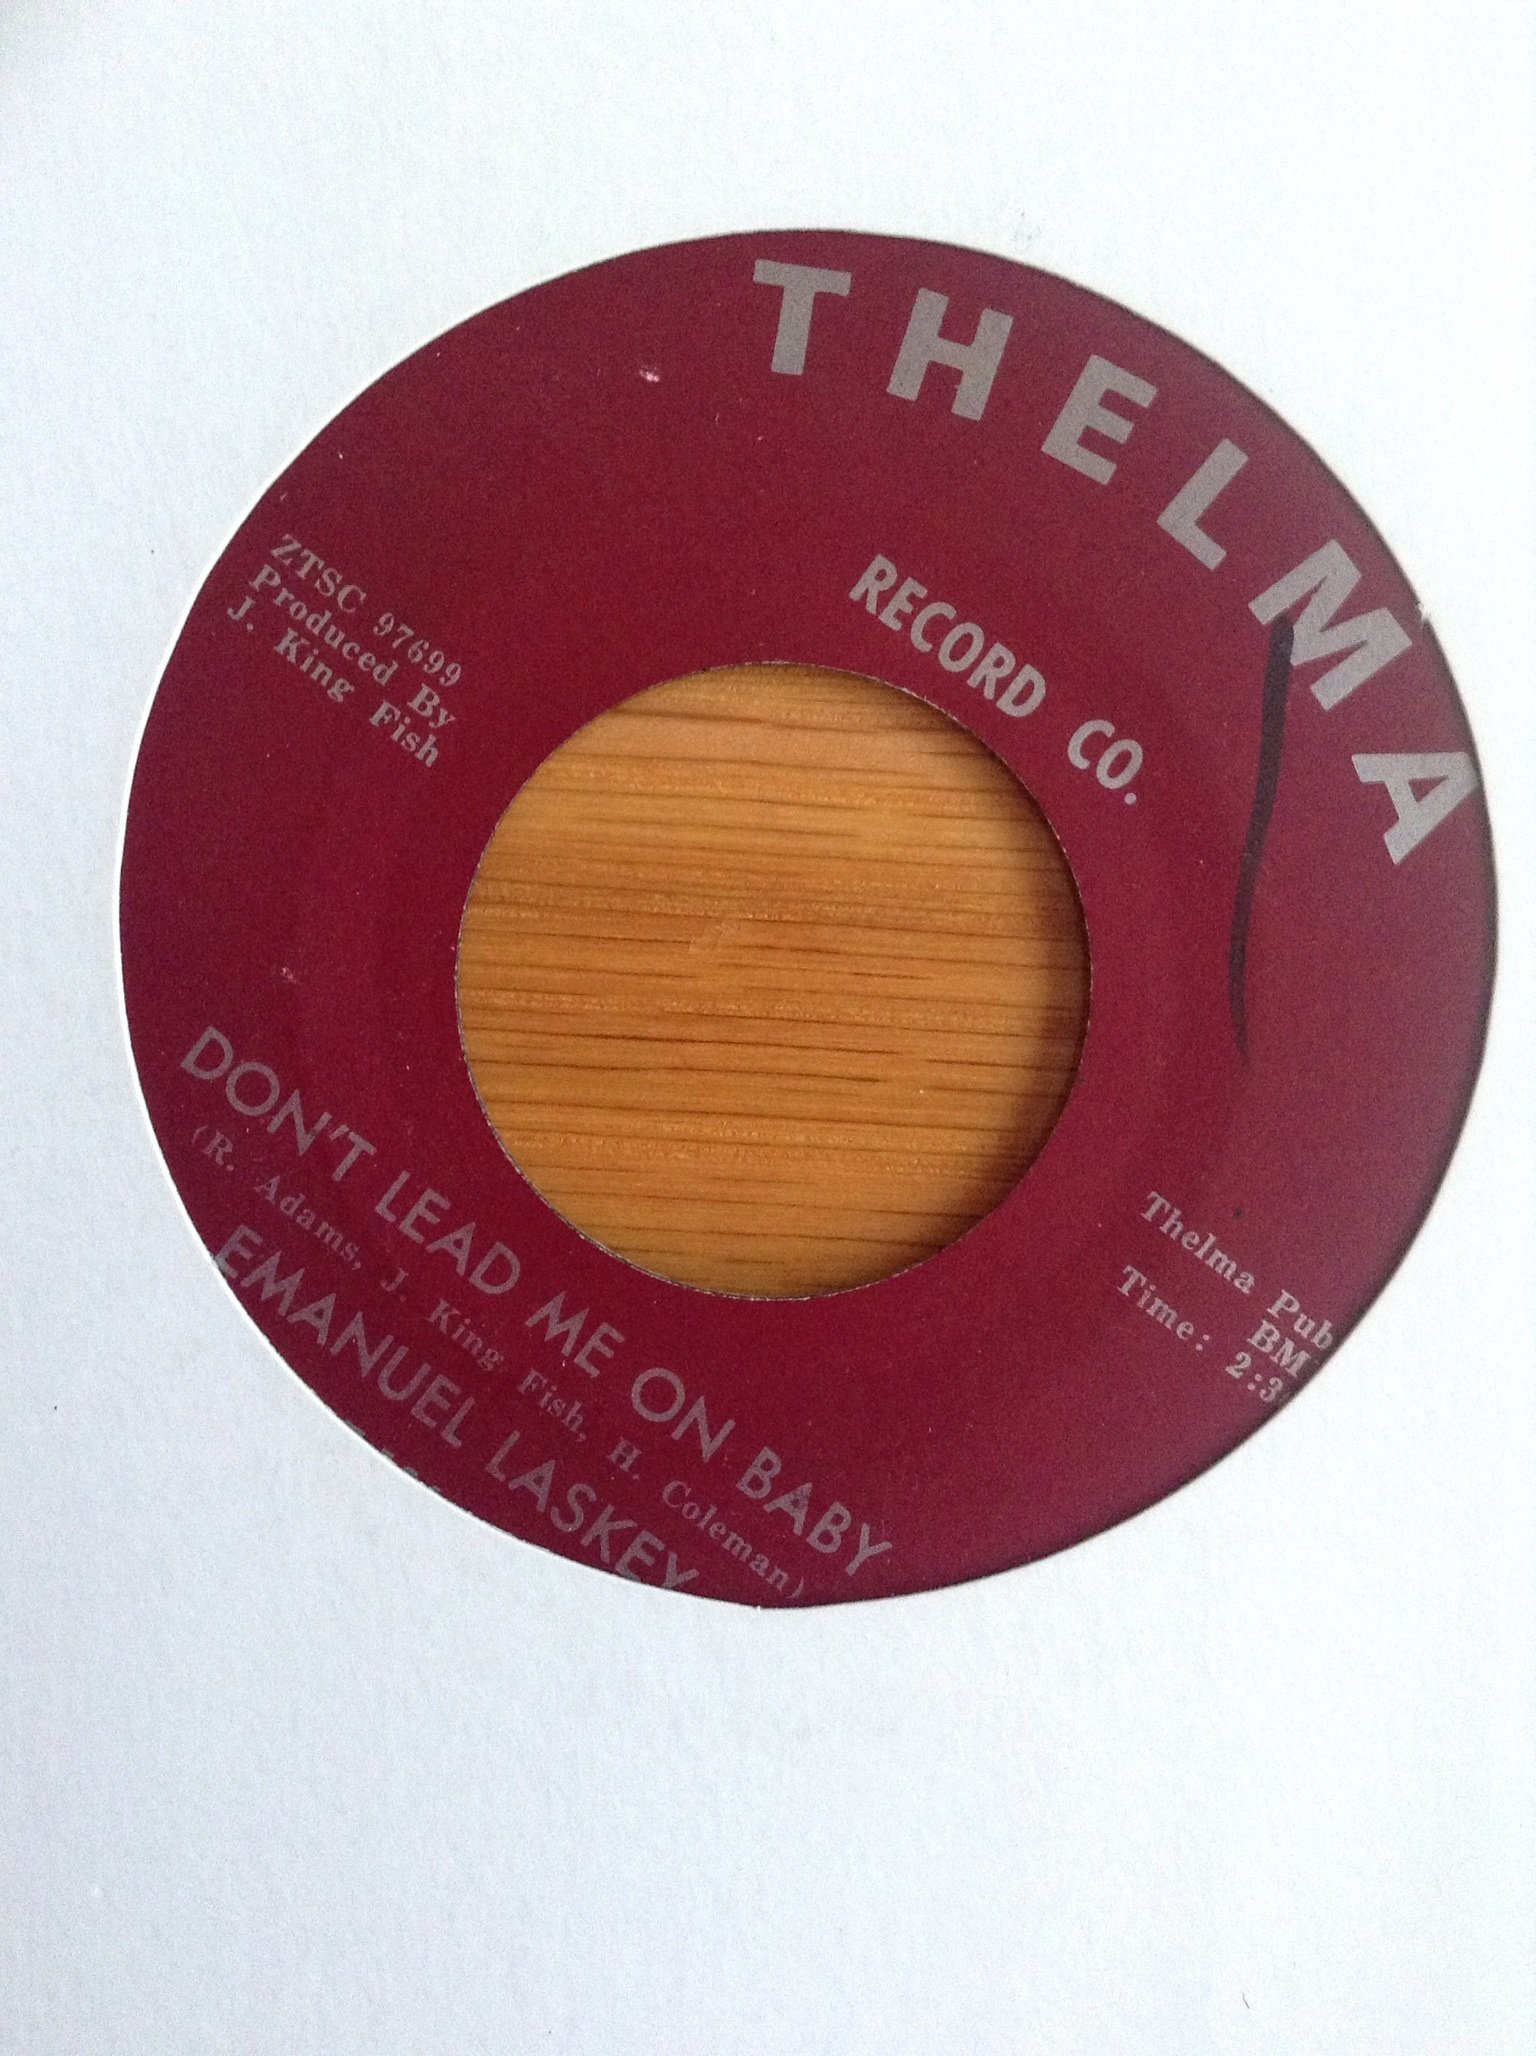 THELMA
RECORD CO.
ZTSC 97699
Produced By
J. King Fish
Thelma Pub
BM
Time: 2:3
DON'T LEAD ME ON BABY
(R. Adams, J. King Fish, H. Coleman)
EMANUEL LASKEY